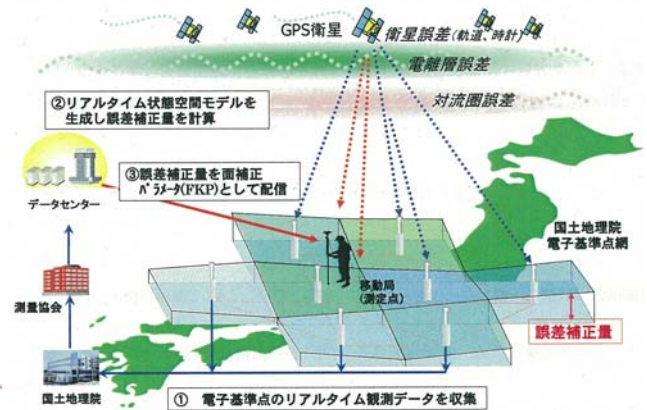 GPS衛星
衛星誤差(軌道、時計)
電離層誤差
対流圏誤差
②リアルタイム状態空間モデルを
生成し誤差補正量を計算
③誤差補正量を面補正
パラメータ(FKP)として配信
データセンター
国土地理院
電子基準点網
移動局
(測定点)
測量協会
誤差補正量
国土地理院
① 電子基準点のリアルタイム観測データを収集